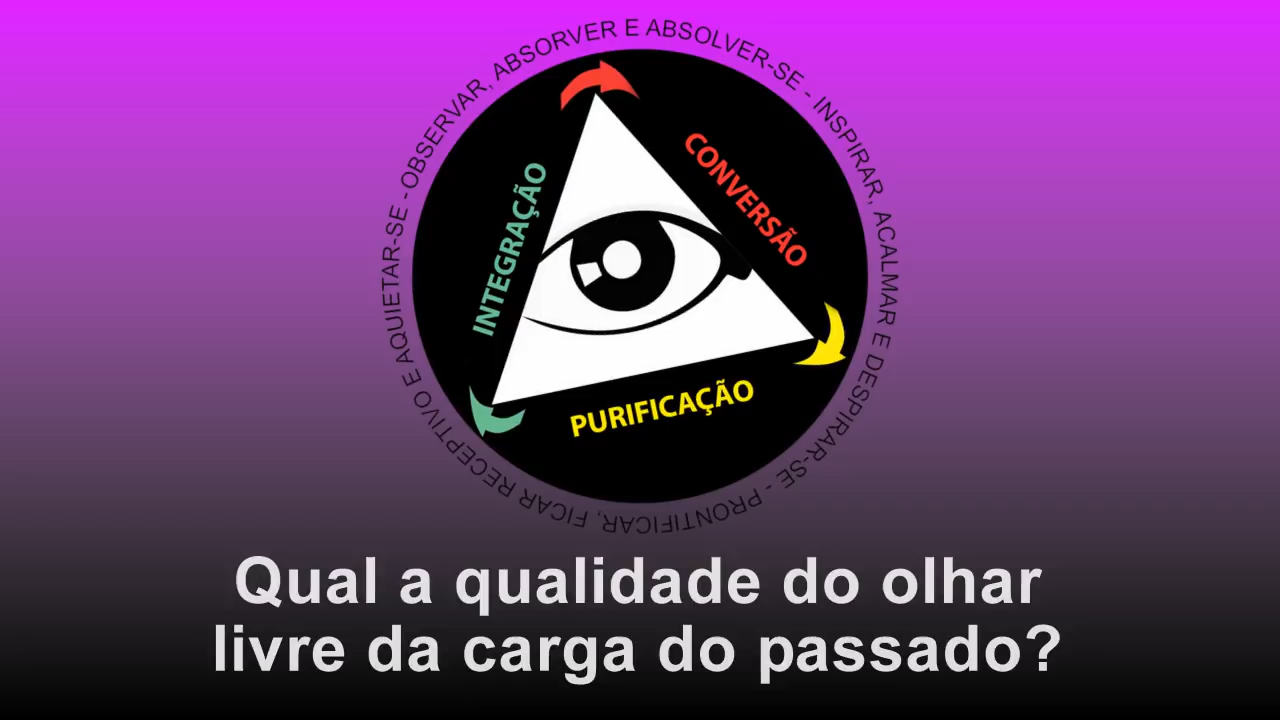 OBSERVAR, ABSORVER E ABSOLVER-SE - INSPIRAR, ACALMAR E DESPIRAR-SE - PRONTIFICAR, FICAR RECEPTIVO E AQUIETAR-SE -
INTEGRAÇÃO
CONVERSÃO
PURIFICAÇÃO
Qual a qualidade do olhar
livre da carga do passado?